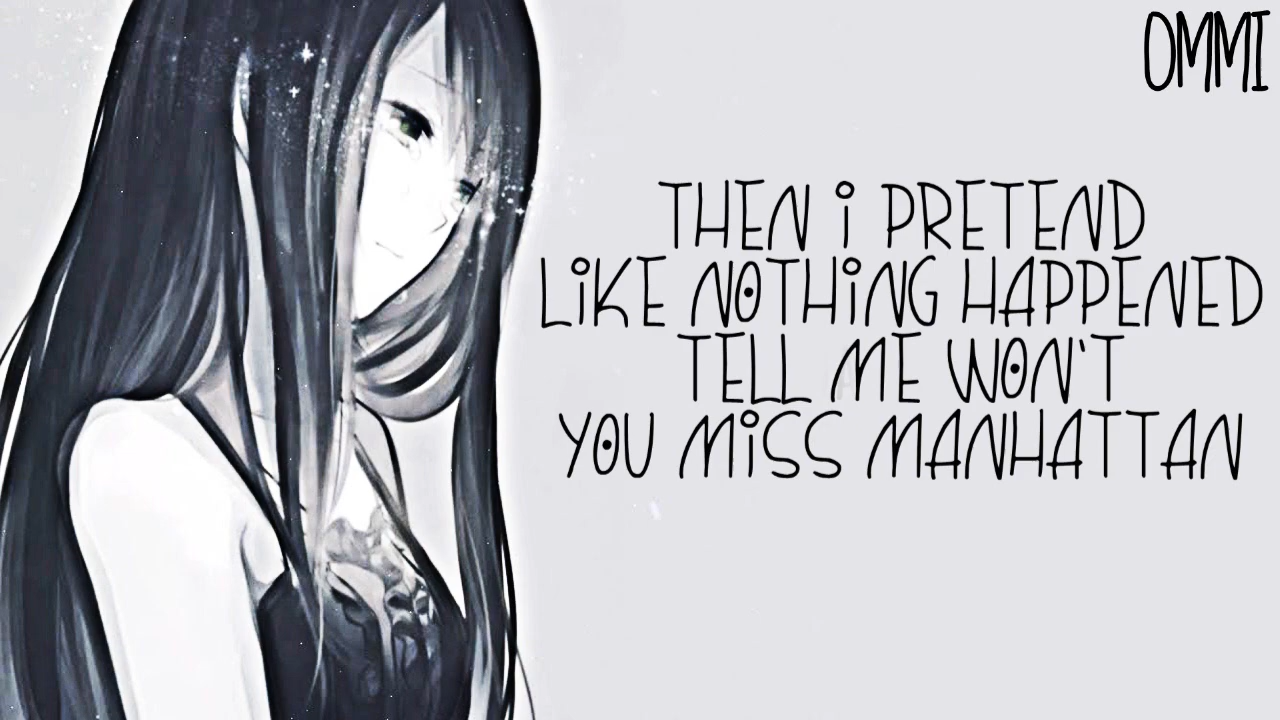 OMMI
THEN i PRETEND
LiKE NOTHiNG HAPPENED
TELL ME WON'T
YOU MiSS MANHATTAN